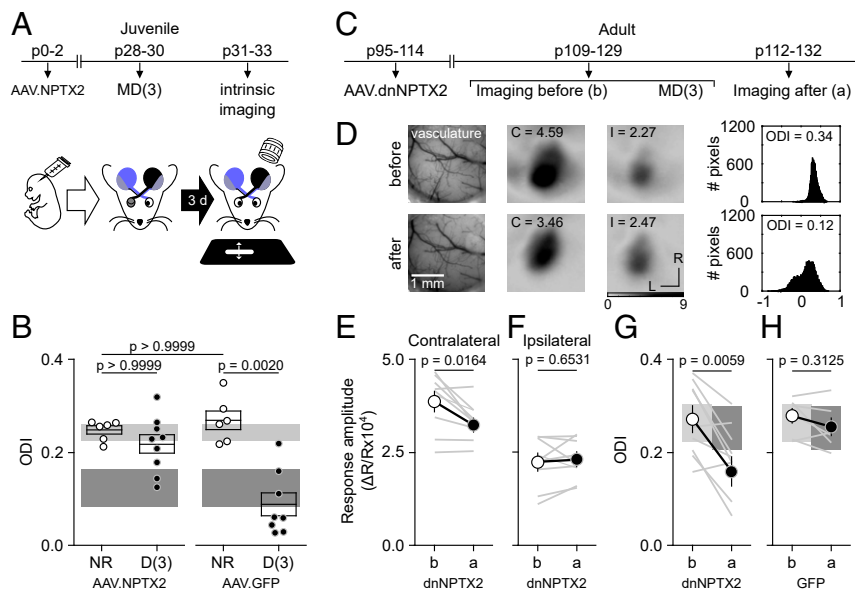 A
Juvenile
p0-2
p28-30
p31-33
AAV.NPTX2
MD(3)
intrinsic
imaging
3 d
C
Adult
p95-114
p109-129
p112-132
AAV.dnNPTX2
Imaging before (b)
MD(3)
Imaging after (a)
D
before
vasculature
C = 4.59
I = 2.27
# pixels
1200
600
0
ODI = 0.34
after
1 mm
C = 3.46
I = 2.47
R
L
0
9
# pixels
1200
600
0
ODI = 0.12
-1
0
1
B
p > 0.9999
p > 0.9999
p = 0.0020
ODI
0.4
0.2
0.0
NR
D(3)
NR
D(3)
AAV.NPTX2
AAV.GFP
E
Contralateral
p = 0.0164
Response amplitude
(ΔR/Rx10⁴)
5.0
2.5
0.0
b
a
dnNPTX2
F
Ipsilateral
p = 0.6531
b
a
dnNPTX2
G
p = 0.0059
ODI
0.4
0.2
0.0
b
a
dnNPTX2
H
p = 0.3125
b
a
GFP